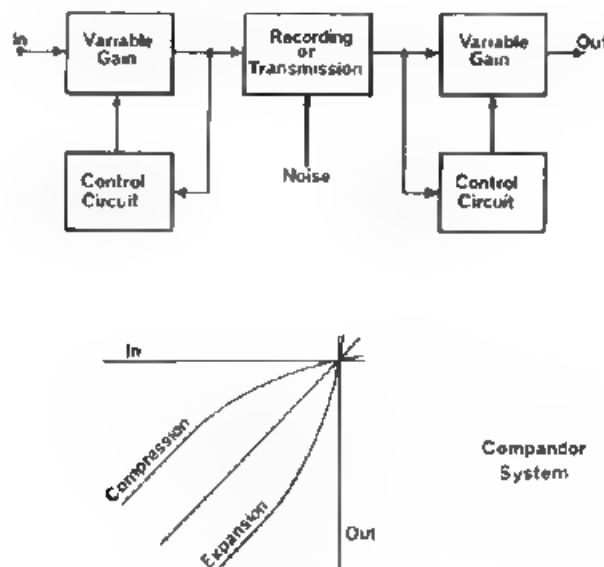 In
Variable
Gain
Recording
or
Transmission
Variable
Gain
Out
Control
Circuit
Noise
Control
Circuit
In
Compression
Expansion
Out
Compandor
System